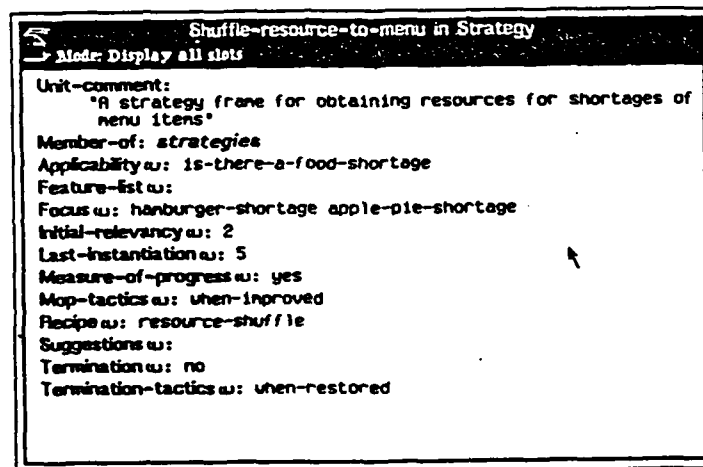 Shuffle-resource-to-menu in Strategy
Mode: Display all slots
Unit-comment:
"A strategy frame for obtaining resources for shortages of
menu items"
Member-of: strategies
Applicability: is-there-a-food-shortage
Feature-list:
Focus: hamburger-shortage apple-pie-shortage
Initial-relevancy: 2
Last-instantiation: 5
Measure-of-progress: yes
Mop-tactics: when-improved
Recipe: resource-shuffle
Suggestions:
Termination: no
Termination-tactics: when-restored